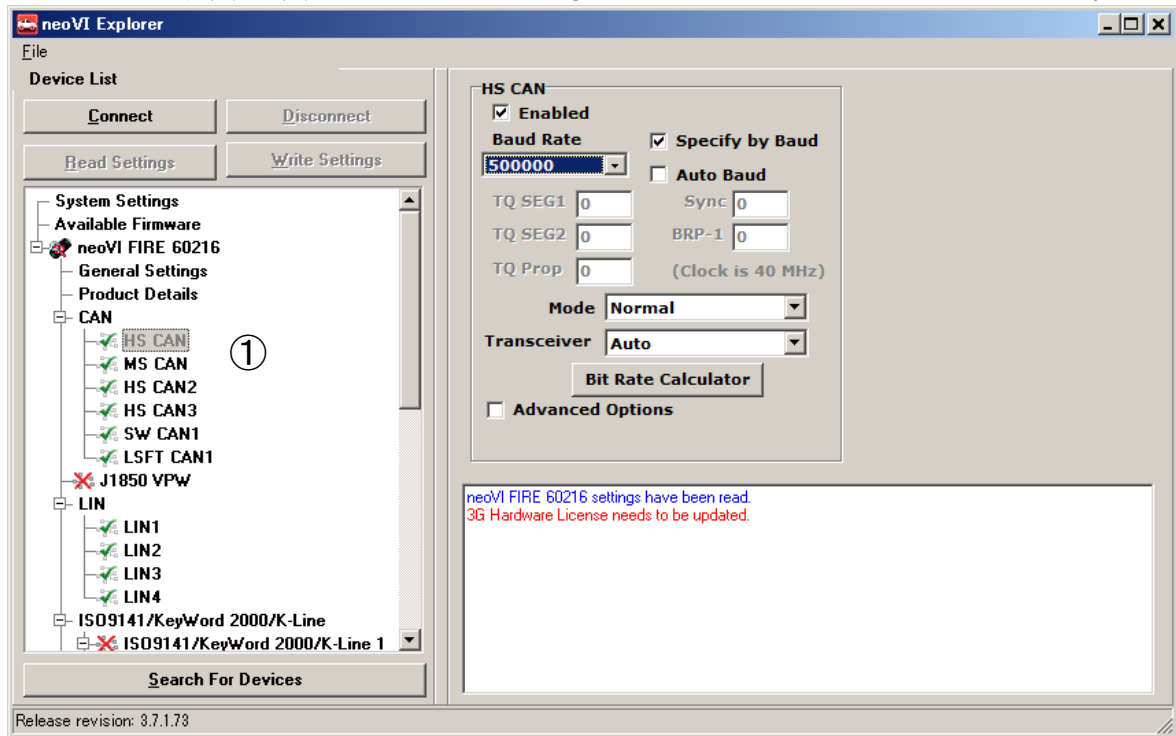 neoVI Explorer
File
Device List
Connect
Disconnect
Read Settings
Write Settings
System Settings
Available Firmware
neoVI FIRE 60216
General Settings
Product Details
CAN
HS CAN
①
MS CAN
HS CAN2
HS CAN3
SW CAN1
LSFT CAN1
J1850 VPW
LIN
LIN1
LIN2
LIN3
LIN4
ISO9141/KeyWord 2000/K-Line
ISO9141/KeyWord 2000/K-Line 1
Search For Devices
HS CAN
Enabled
Baud Rate
Specify by Baud
500000
Auto Baud
TQ SEG1 0 Sync 0
TQ SEG2 0 BRP-1 0
TQ Prop 0 (Clock is 40 MHz)
Mode Normal
Transceiver Auto
Bit Rate Calculator
Advanced Options
neoVI FIRE 60216 settings have been read.
3G Hardware License needs to be updated.
Release revision: 3.7.1.73